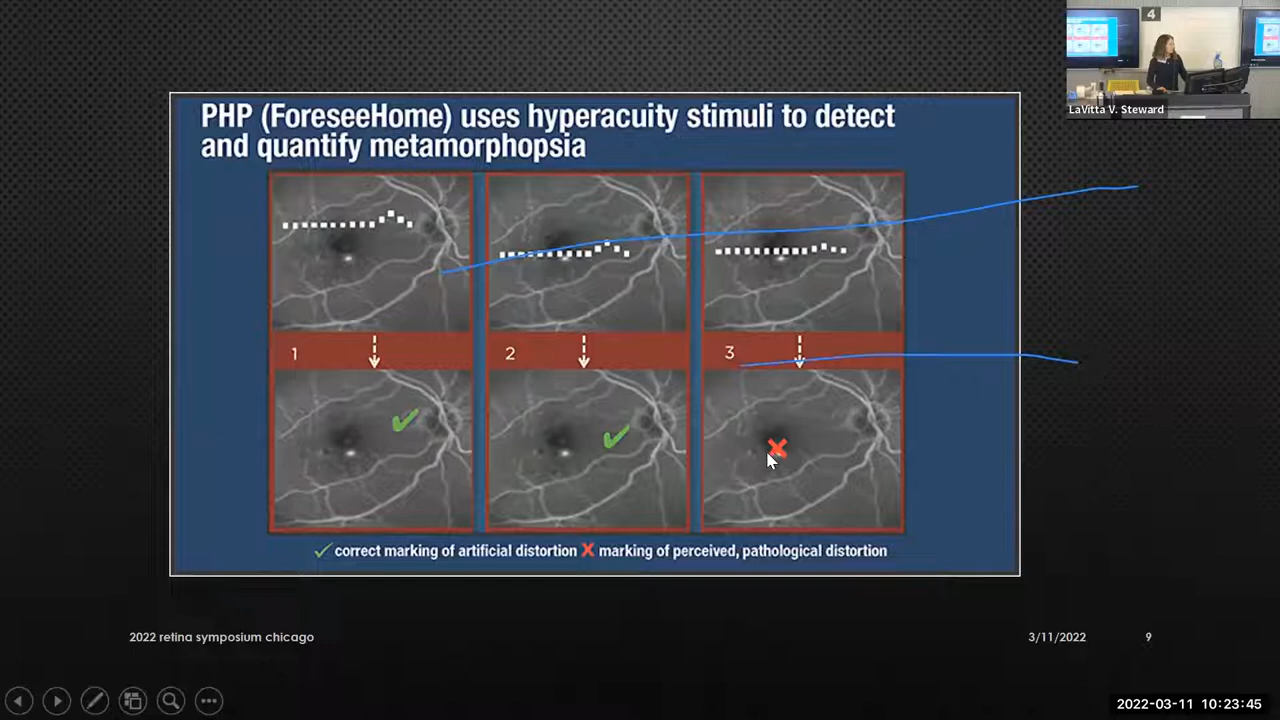 4
LaVitta V. Steward
PHP (ForeseeHome) uses hyperacuity stimuli to detect
and quantify metamorphopsia
1
2
3
✓ correct marking of artificial distortion ✗ marking of perceived, pathological distortion
2022 retina symposium chicago
3/11/2022
9
2022-03-11 10:23:45